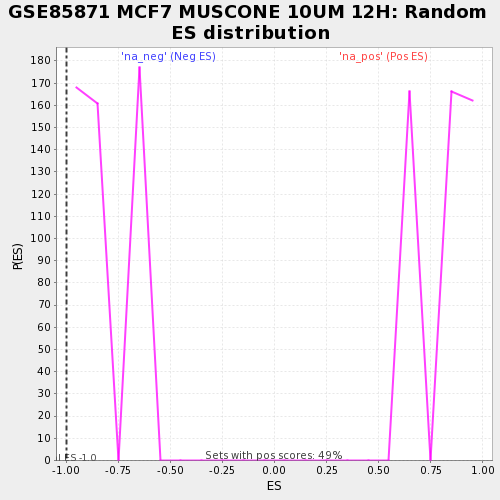 GSE85871 MCF7 MUSCONE 10UM 12H: Random
ES distribution
'na_neg' (Neg ES)
'na_pos' (Pos ES)
180
170
160
150
140
130
120
110
100
90
80
70
60
50
40
30
20
10
0
P(ES)
Sets with pos scores: 49%
-1.00 -0.75 -0.50 -0.25 0.00 0.25 0.50 0.75 1.00
ES